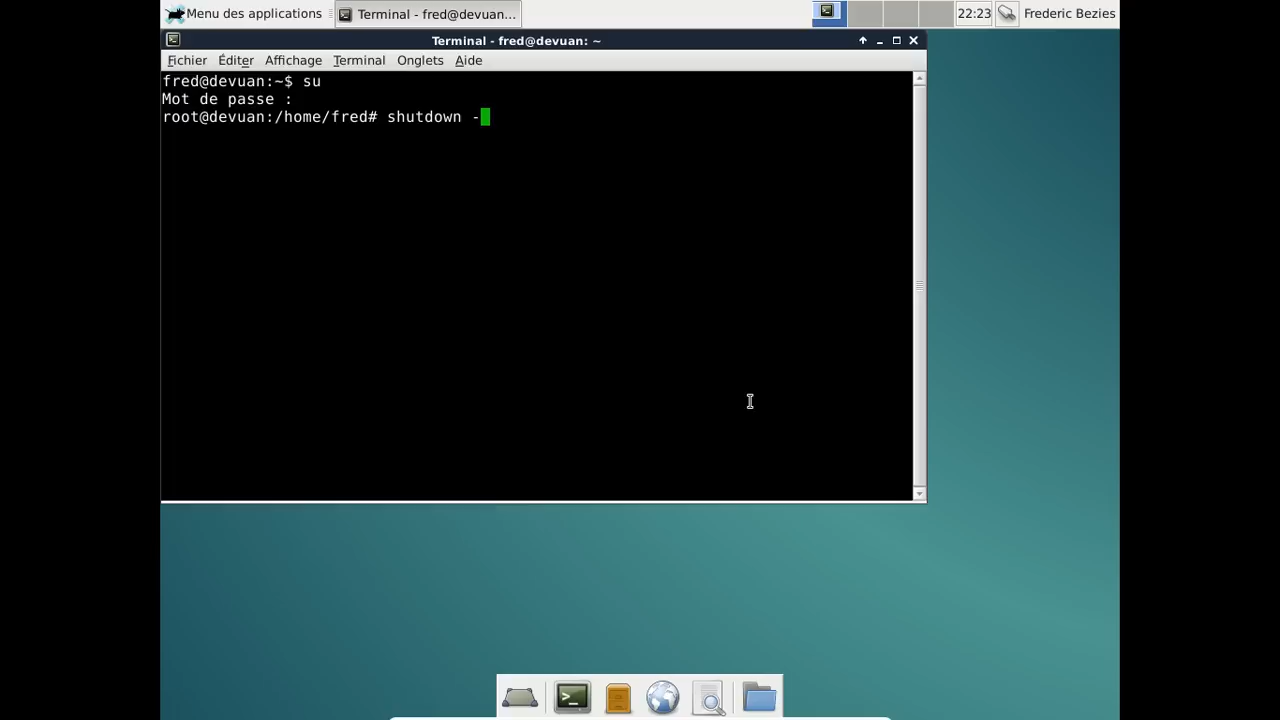 Menu des applications
Terminal - fred@devuan...
22:23
Frederic Bezies
Terminal - fred@devuan: ~
Fichier Éditer Affichage Terminal Onglets Aide
fred@devuan:~$ su
Mot de passe :
root@devuan:/home/fred# shutdown -